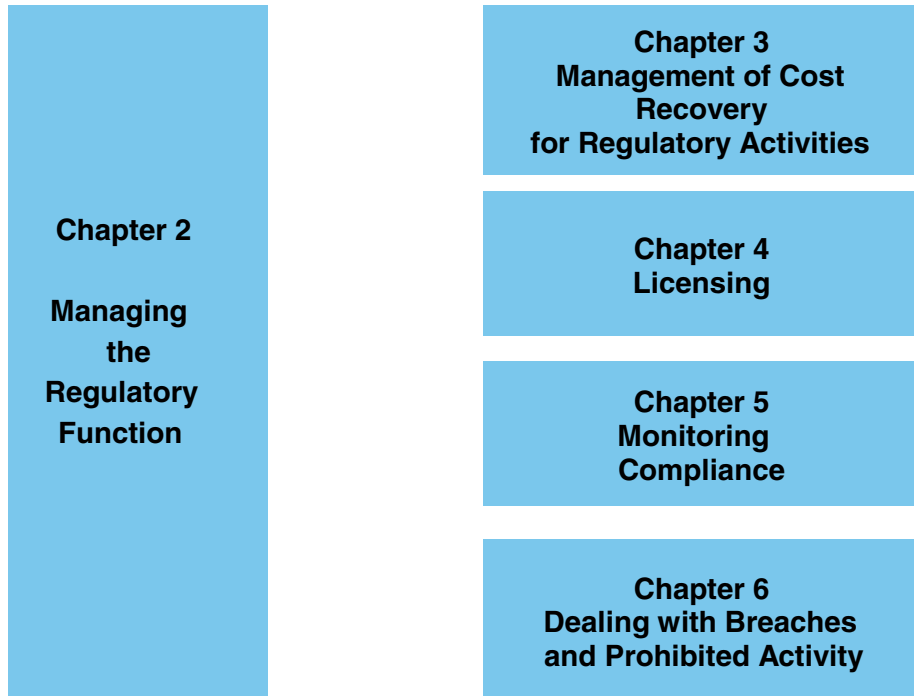 Chapter 2
Managing
the
Regulatory
Function
Chapter 3
Management of Cost
Recovery
for Regulatory Activities
Chapter 4
Licensing
Chapter 5
Monitoring
Compliance
Chapter 6
Dealing with Breaches
and Prohibited Activity